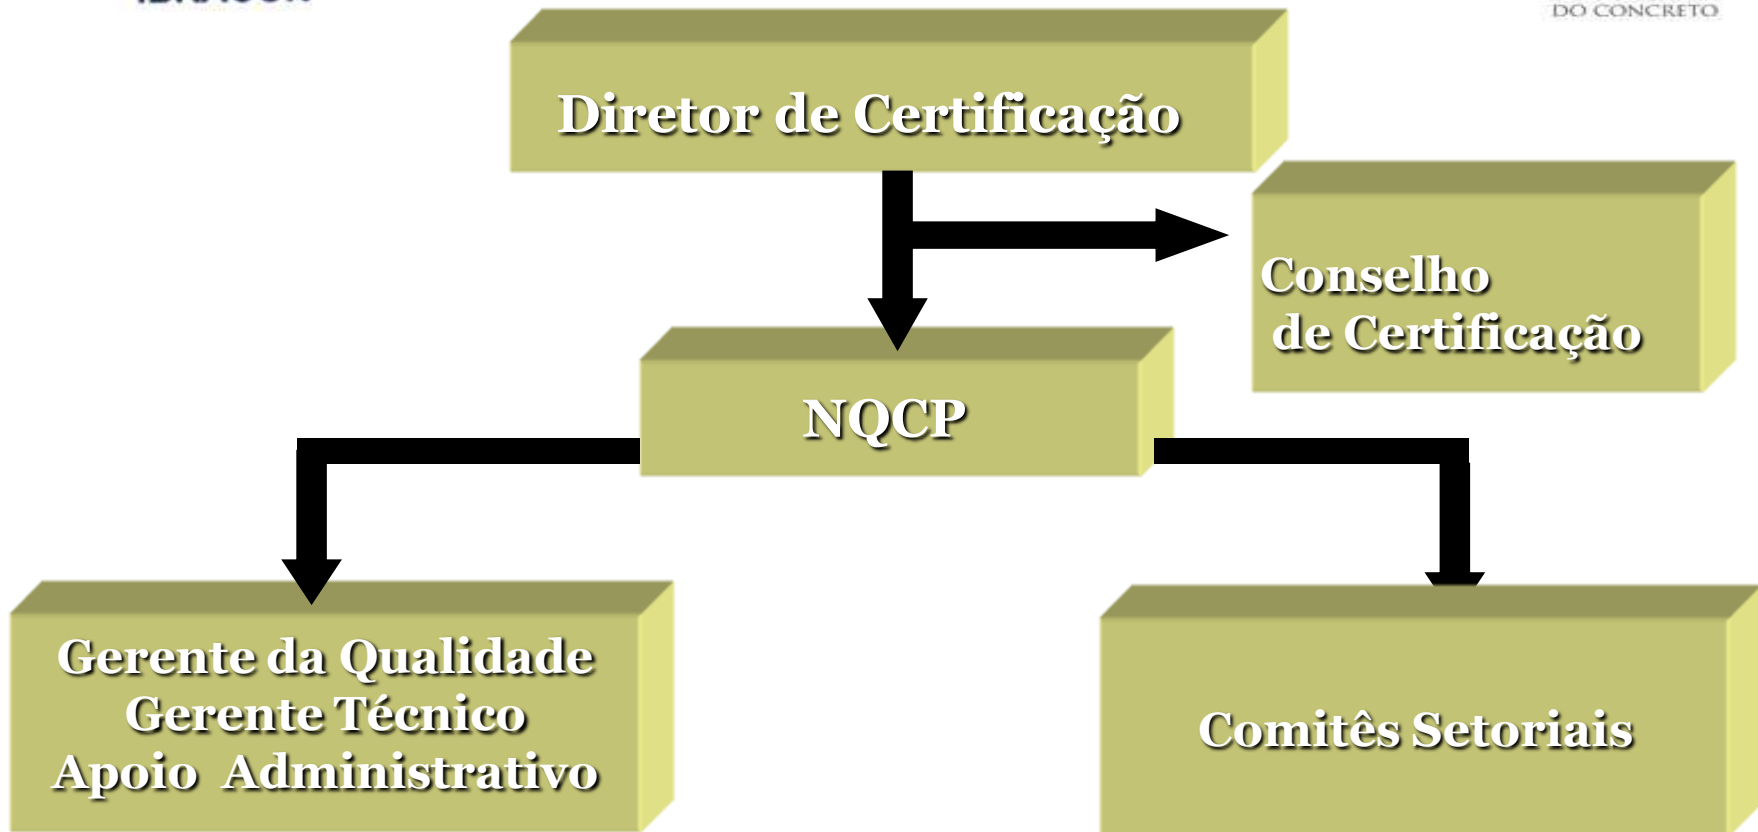 DO CONCRETO
Diretor de Certificação
Conselho
de Certificação
NQCP
Gerente da Qualidade
Gerente Técnico
Apoio Administrativo
Comitês Setoriais